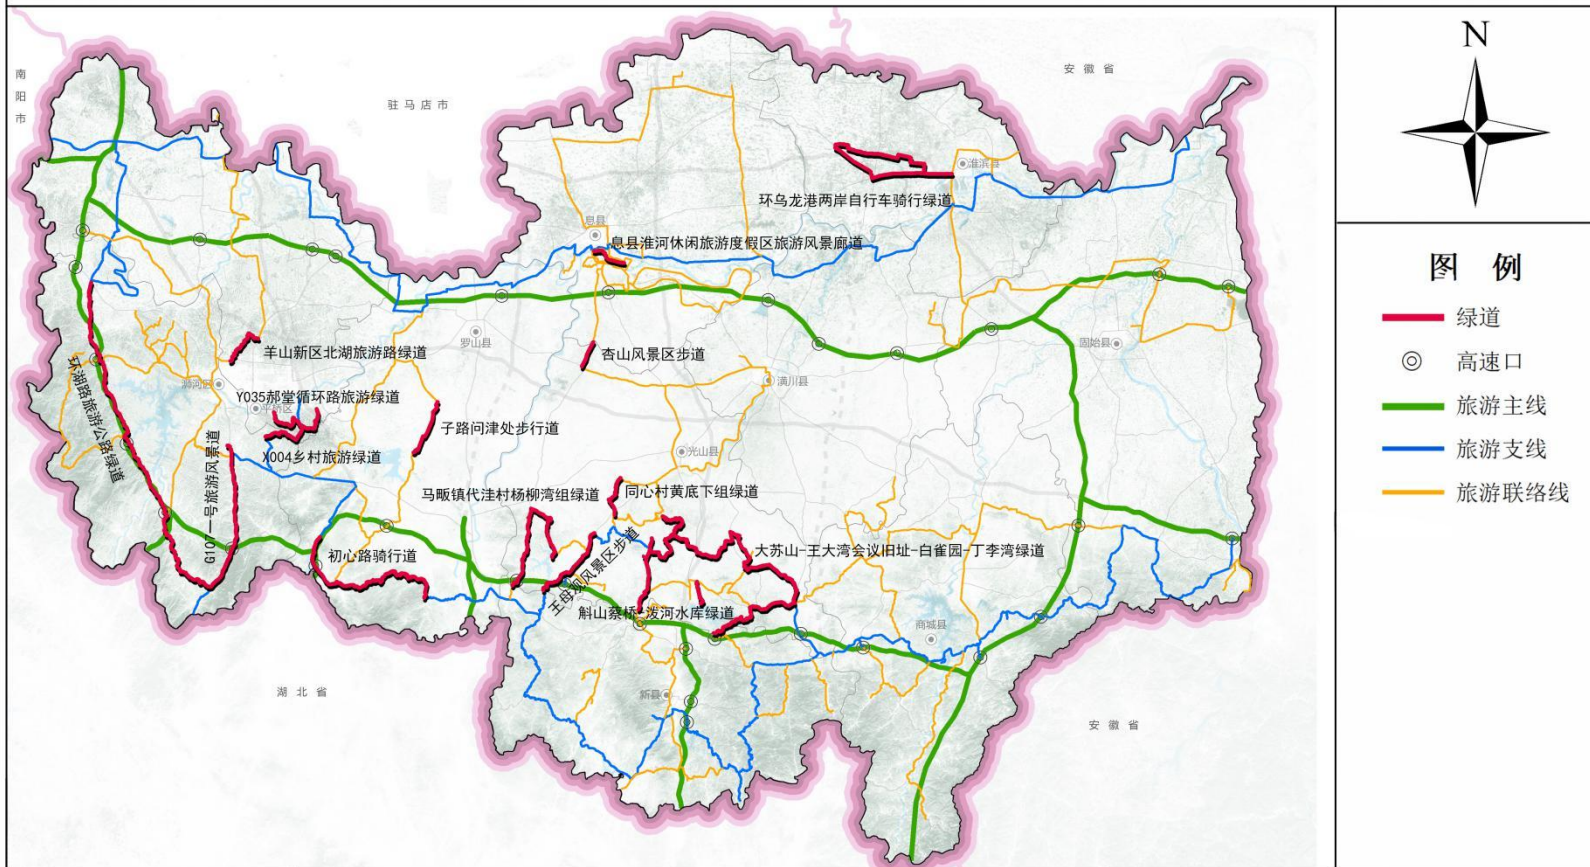 N
南阳市
驻马店市
安徽省
淮滨县
环乌龙港两岸自行车骑行绿道
息县
息县淮河休闲旅游度假区旅游风景廊道
罗山县
固始县
羊山新区北湖旅游路绿道
杏山风景区步道
浉河区
潢川县
环湖路旅游公路绿道
Y035郝堂循环路旅游绿道
平桥区
子路问津处步行道
G107一号旅游风景道
X004乡村旅游绿道
光山县
马畈镇代洼村杨柳湾组绿道
同心村黄底下组绿道
初心路骑行道
王母观风景区步道
大苏山-王大湾会议旧址-白雀园-丁李湾绿道
斛山蔡桥-泼河水库绿道
商城县
湖北省
新县
安徽省
图例
绿道
高速口
旅游主线
旅游支线
旅游联络线